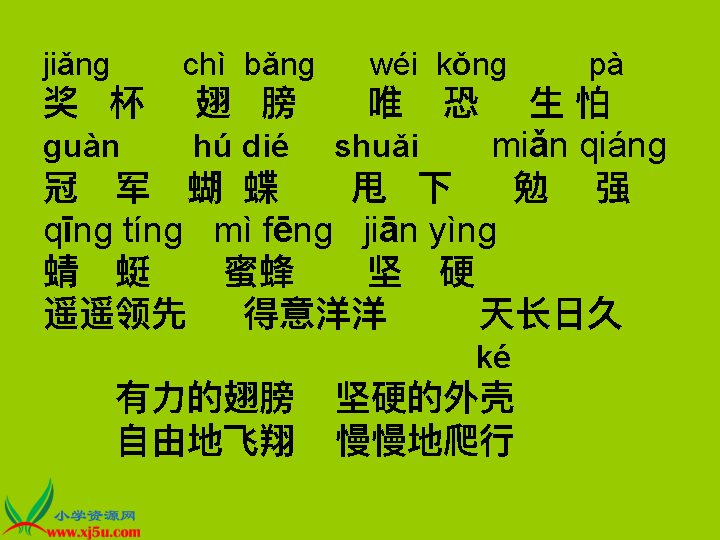 jiǎng chì bǎng wéi kǒng pà
奖 杯 翅 膀 唯 恐 生 怕
guàn hú dié shuǎi miǎn qiáng
冠 军 蝴 蝶 甩 下 勉 强
qīng tíng mì fēng jiān yìng
蜻 蜓 蜜蜂 坚 硬
遥遥领先 得意洋洋 天长日久
ké
有力的翅膀 坚硬的外壳
自由地飞翔 慢慢地爬行
小学资源网
www.xj5u.com